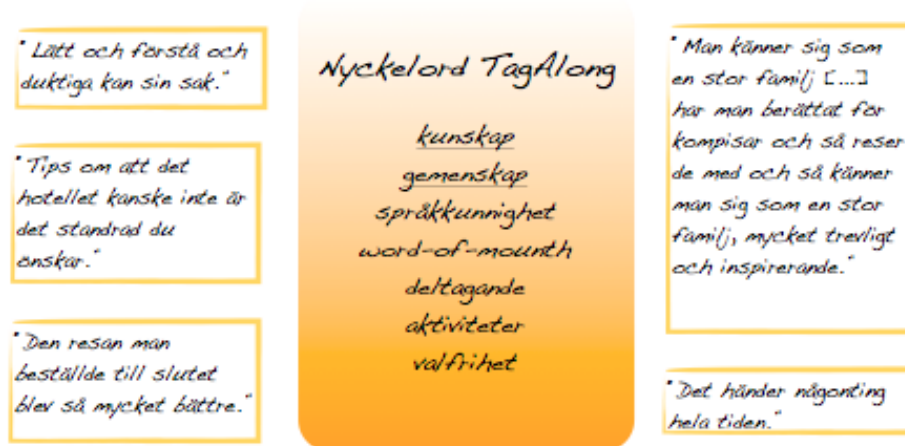 " Lätt och förstå och
duktiga kan sin sak."
" Tips om att det
hotellet kanske inte är
det standrad du
önskar."
" Den resan man
beställde till slutet
blev så mycket bättre."
Nyckelord TagAlong
kunskap
gemenskap
språkkunnighet
word-of-mounth
deltagande
aktiviteter
valfrihet
" Man känner sig som
en stor familj [...]
har man berättat för
kompisar och så reser
de med och så känner
man sig som en stor
familj, mycket trevligt
och inspirerande."
" Det händer någonting
hela tiden."